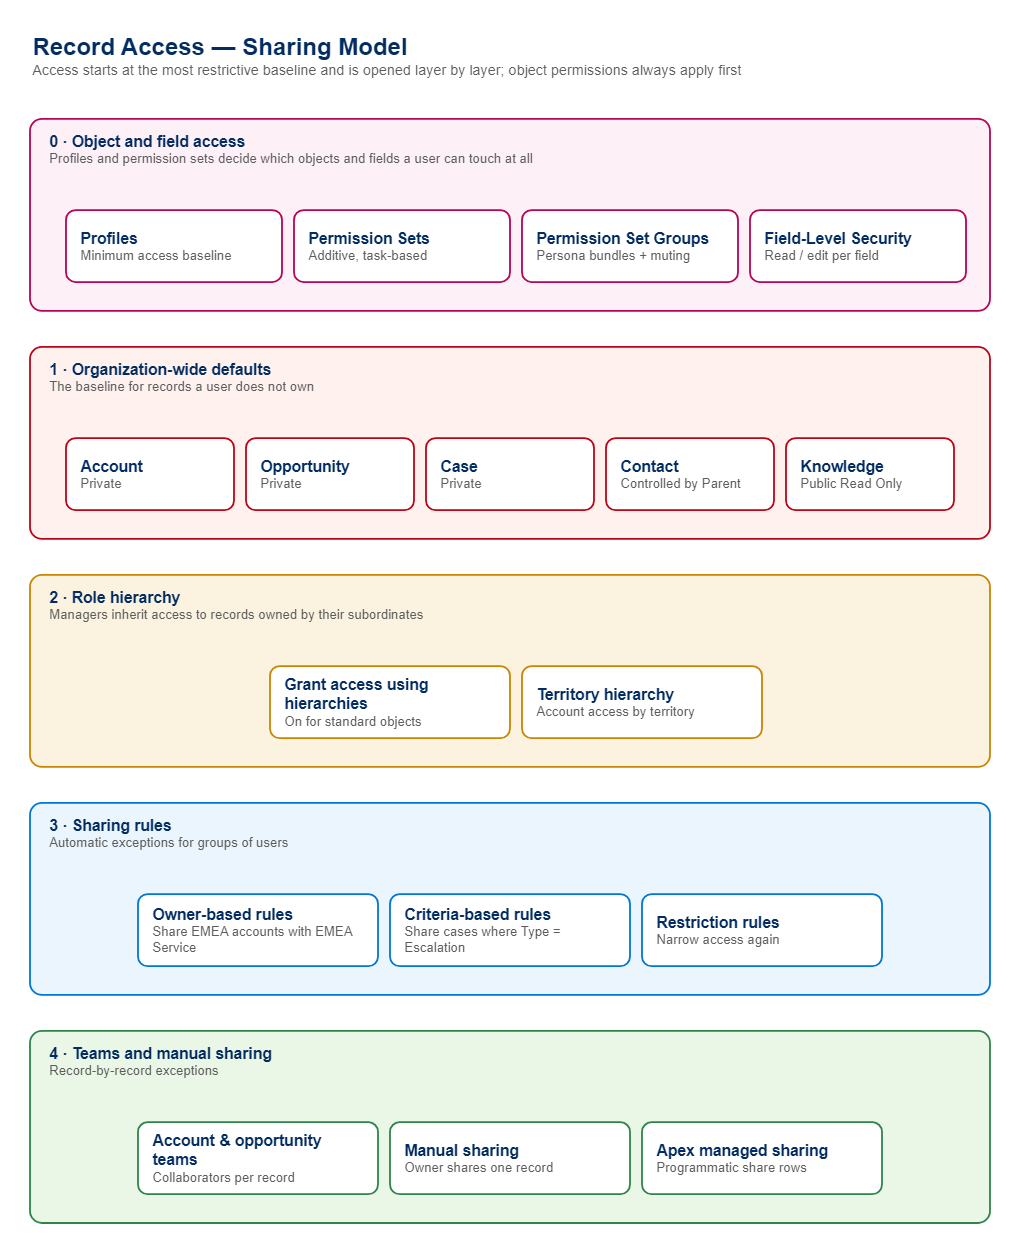 Record Access — Sharing Model
Access starts at the most restrictive baseline and is opened layer by layer; object permissions always apply first
0 · Object and field access
Profiles and permission sets decide which objects and fields a user can touch at all
Profiles
Minimum access baseline
Permission Sets
Additive, task-based
Permission Set Groups
Persona bundles + muting
Field-Level Security
Read / edit per field
1 · Organization-wide defaults
The baseline for records a user does not own
Account
Private
Opportunity
Private
Case
Private
Contact
Controlled by Parent
Knowledge
Public Read Only
2 · Role hierarchy
Managers inherit access to records owned by their subordinates
Grant access using
hierarchies
On for standard objects
Territory hierarchy
Account access by territory
3 · Sharing rules
Automatic exceptions for groups of users
Owner-based rules
Share EMEA accounts with EMEA
Service
Criteria-based rules
Share cases where Type =
Escalation
Restriction rules
Narrow access again
4 · Teams and manual sharing
Record-by-record exceptions
Account & opportunity
teams
Collaborators per record
Manual sharing
Owner shares one record
Apex managed sharing
Programmatic share rows